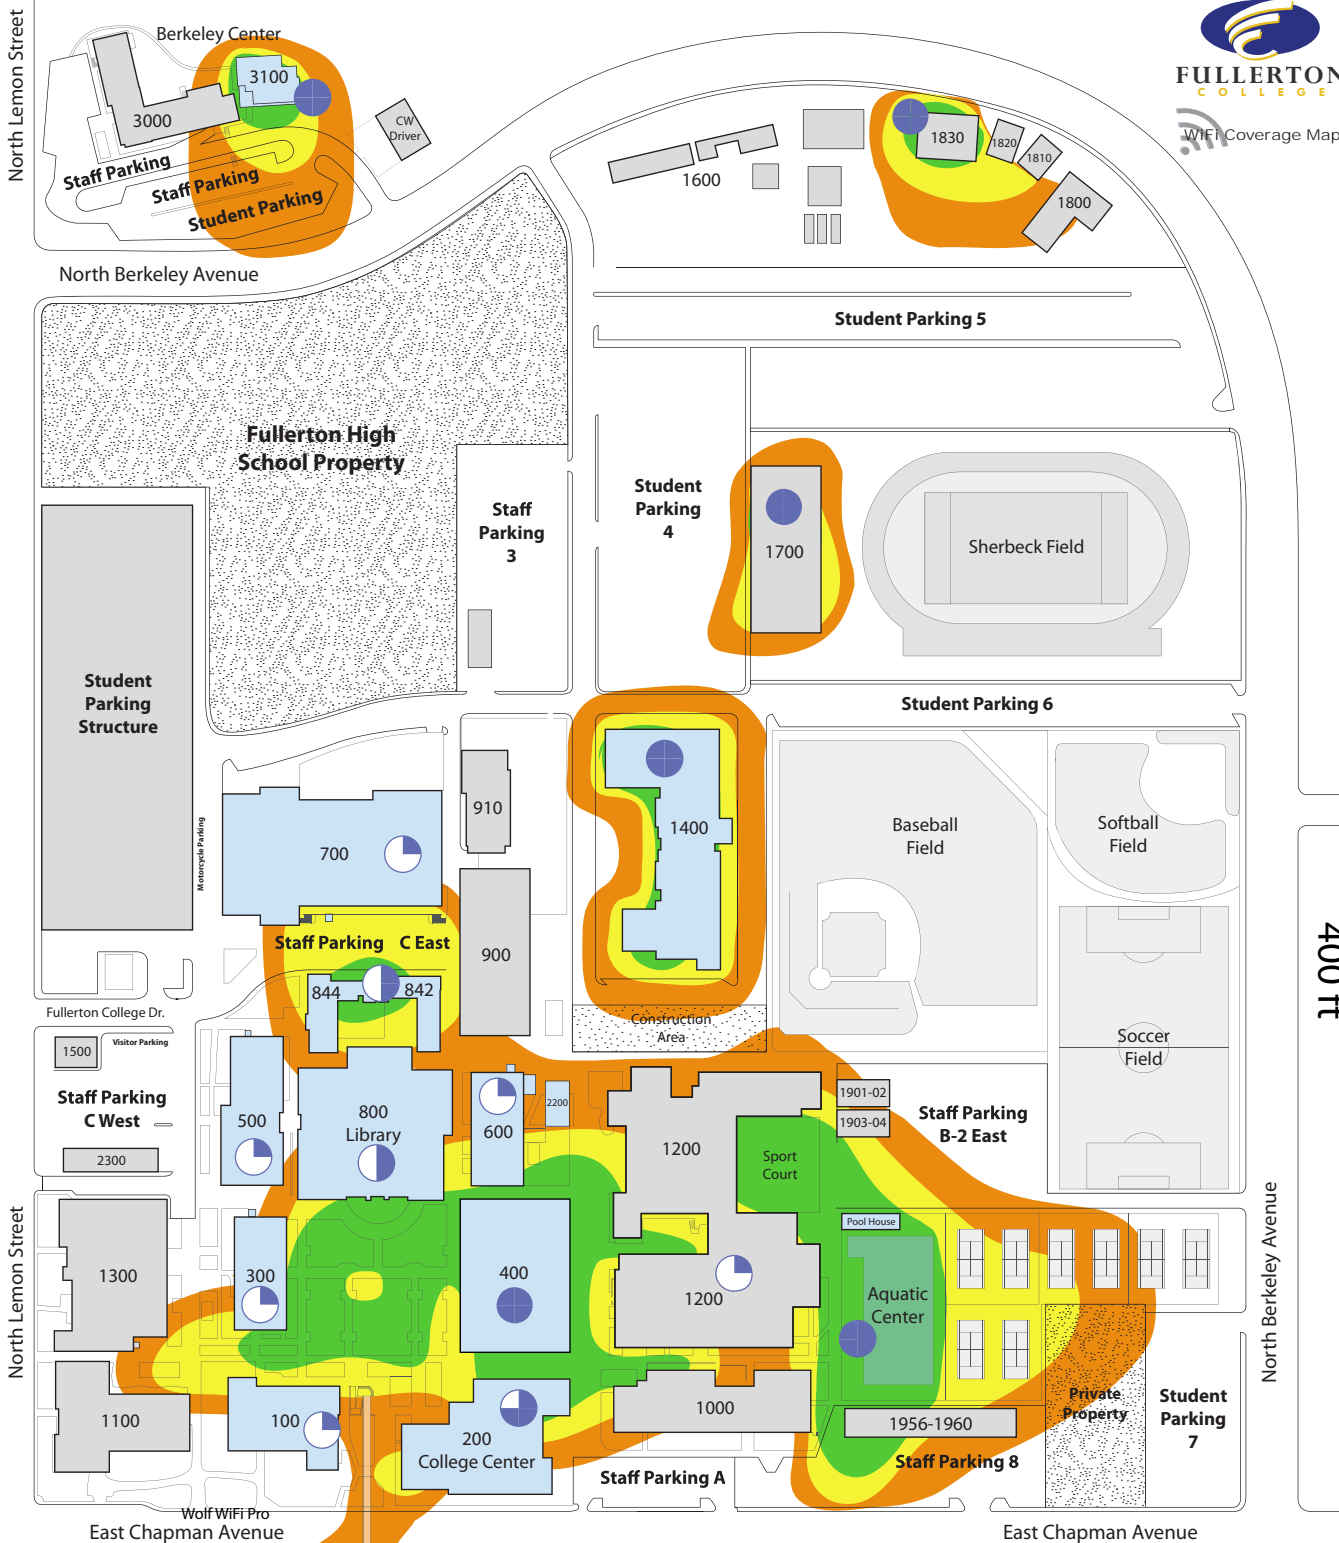 North Lemon Street
Berkeley Center
3100
3000
CW
Driver
Staff Parking
Staff Parking
Student Parking
North Berkeley Avenue
FULLERTON
COLLEGE
WiFi Coverage Map
1830
1820
1810
1800
1600
Student Parking 5
Fullerton High
School Property
Staff
Parking
3
Student
Parking
4
1700
Sherbeck Field
Student
Parking
Structure
Student Parking 6
Motorcycle Parking
700
910
1400
Baseball
Field
Softball
Field
400 ft
Staff Parking C East
900
844
842
Fullerton College Dr.
Construction
Area
Soccer
Field
1500
Visitor Parking
Staff Parking
C West
2300
500
800
Library
600
2200
1200
Sport
Court
1901-02
1903-04
Staff Parking
B-2 East
North Lemon Street
1300
300
400
1200
Pool House
Aquatic
Center
North Berkeley Avenue
1100
100
200
College Center
1000
1956-1960
Private
Property
Student
Parking
7
Staff Parking A
Staff Parking 8
Wolf WiFi Pro
East Chapman Avenue
East Chapman Avenue